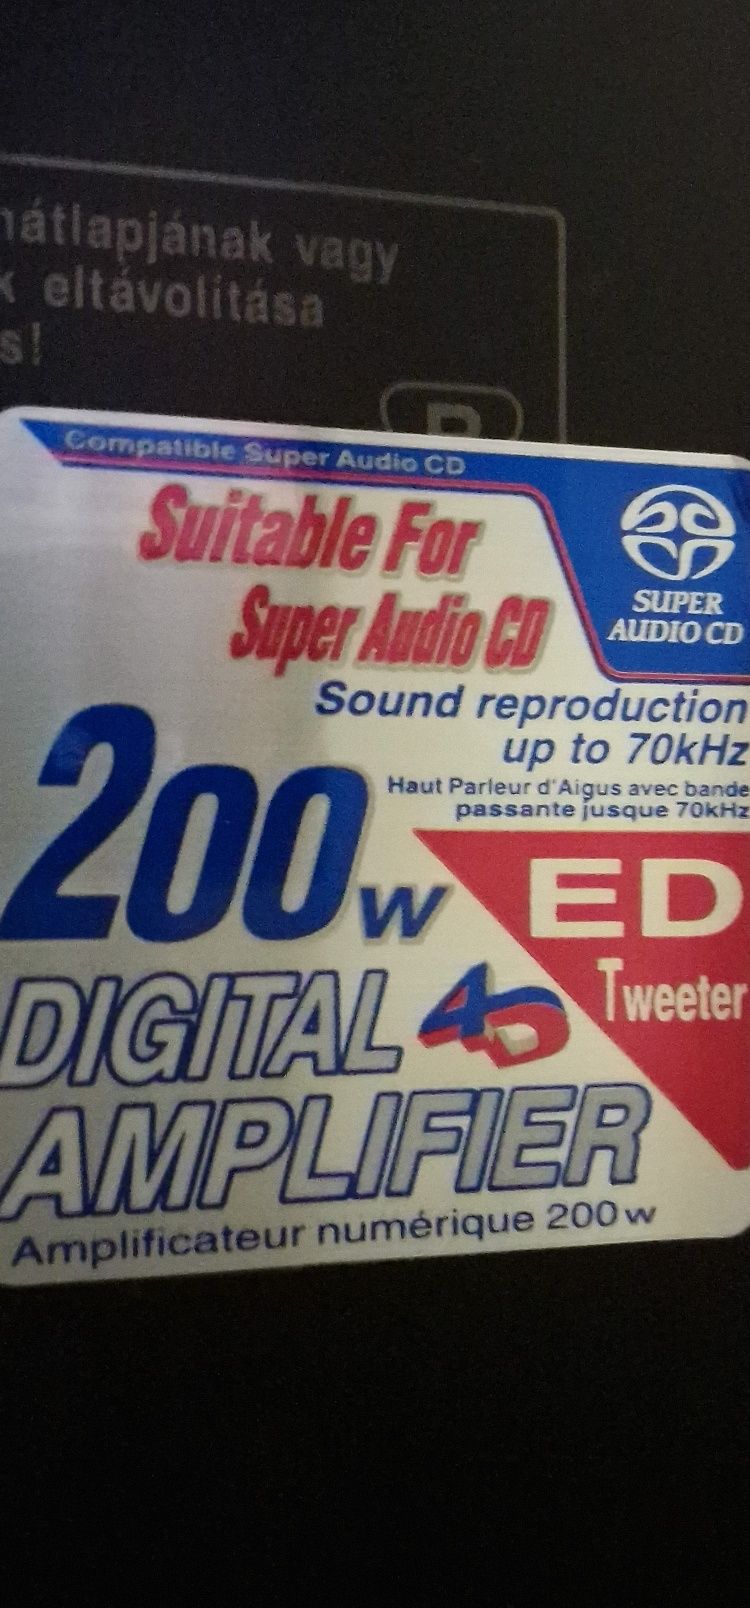 hátlapjának vagy
eltávolítása
s!
Compatible Super Audio CD
Suitable For
Super Audio CD
SUPER
AUDIO CD
Sound reproduction
up to 70kHz
Haut Parleur d'Aigus avec bande
passante jusque 70kHz
200w
ED
Tweeter
DIGITAL
AMPLIFIER
Amplificateur numérique 200w